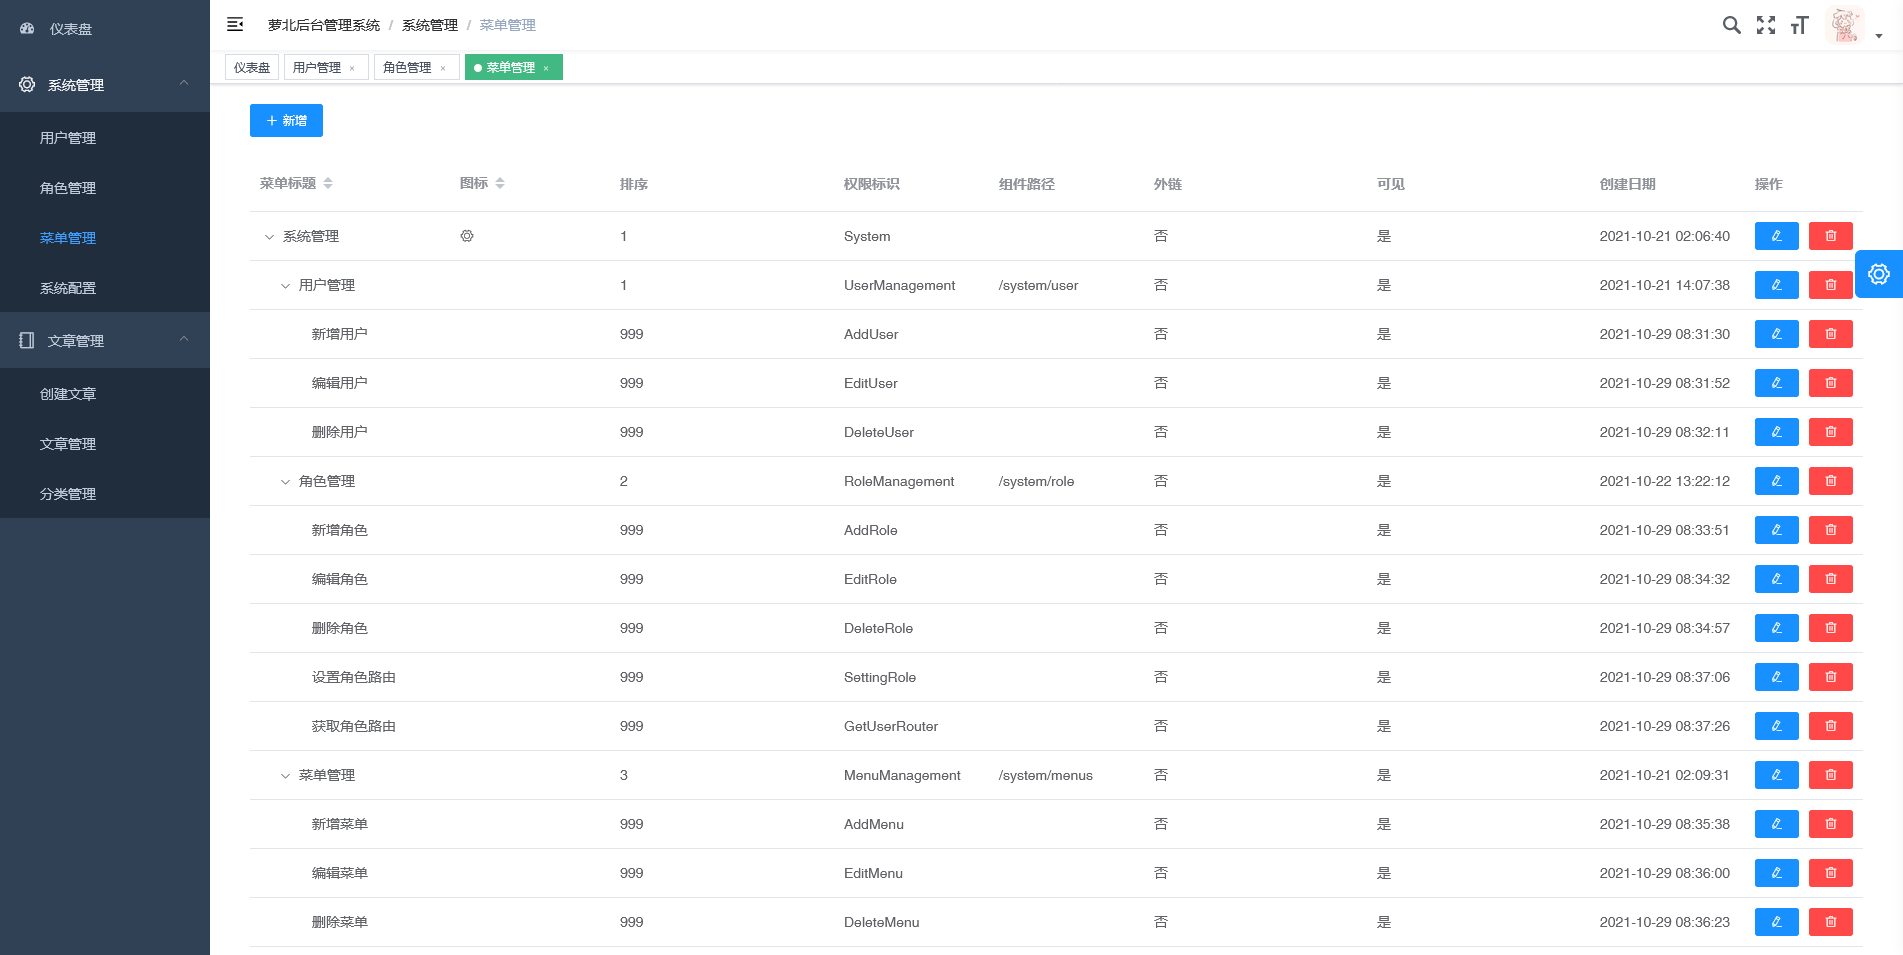 仪表盘
系统管理
用户管理
角色管理
菜单管理
系统配置
文章管理
创建文章
文章管理
分类管理
萝北后台管理系统 / 系统管理 / 菜单管理
仪表盘 用户管理 × 角色管理 × 菜单管理 ×
+ 新增
菜单标题 图标 排序 权限标识 组件路径 外链 可见 创建日期 操作
系统管理 1 System 否 是 2021-10-21 02:06:40
用户管理 1 UserManagement /system/user 否 是 2021-10-21 14:07:38
新增用户 999 AddUser 否 是 2021-10-29 08:31:30
编辑用户 999 EditUser 否 是 2021-10-29 08:31:52
删除用户 999 DeleteUser 否 是 2021-10-29 08:32:11
角色管理 2 RoleManagement /system/role 否 是 2021-10-22 13:22:12
新增角色 999 AddRole 否 是 2021-10-29 08:33:51
编辑角色 999 EditRole 否 是 2021-10-29 08:34:32
删除角色 999 DeleteRole 否 是 2021-10-29 08:34:57
设置角色路由 999 SettingRole 否 是 2021-10-29 08:37:06
获取角色路由 999 GetUserRouter 否 是 2021-10-29 08:37:26
菜单管理 3 MenuManagement /system/menus 否 是 2021-10-21 02:09:31
新增菜单 999 AddMenu 否 是 2021-10-29 08:35:38
编辑菜单 999 EditMenu 否 是 2021-10-29 08:36:00
删除菜单 999 DeleteMenu 否 是 2021-10-29 08:36:23